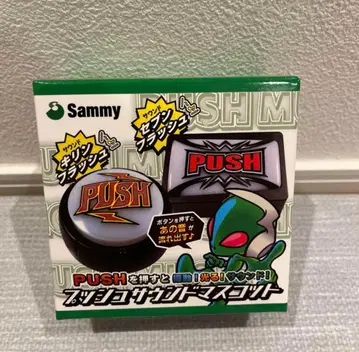 Sammy
サウンド
セブン
フラッシュ
サウンド
キリン
フラッシュ
PUSH
PUSH
ボタンを押すと
あの音が
流れ出す♪
PUSHを押すと振動!光る!サウンド!
プッシュサウンドマスコット